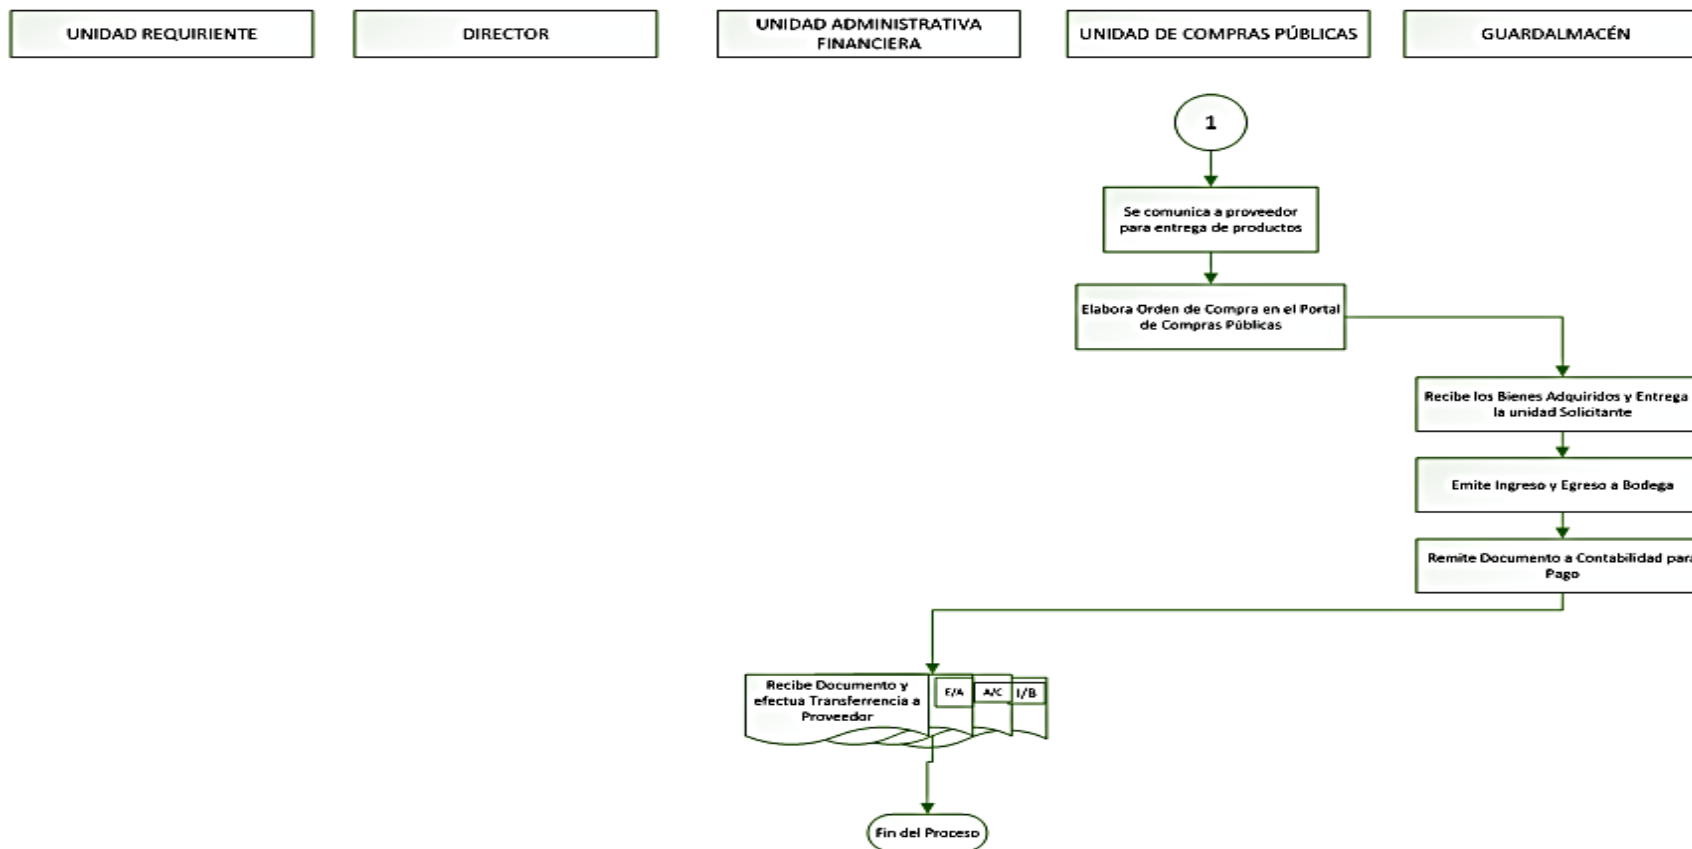 UNIDAD REQUIRIENTE
DIRECTOR
UNIDAD ADMINISTRATIVA
FINANCIERA
UNIDAD DE COMPRAS PÚBLICAS
GUARDALMACÉN
1
Se comunica a proveedor
para entrega de productos
Elabora Orden de Compra en el Portal
de Compras Públicas
Recibe los Bienes Adquiridos y Entrega
la unidad Solicitante
Emite Ingreso y Egreso a Bodega
Remite Documento a Contabilidad para
Pago
Recibe Documento y
efectua Transferrencia a
Proveedor
E/A
A/C
I/B
Fin del Proceso